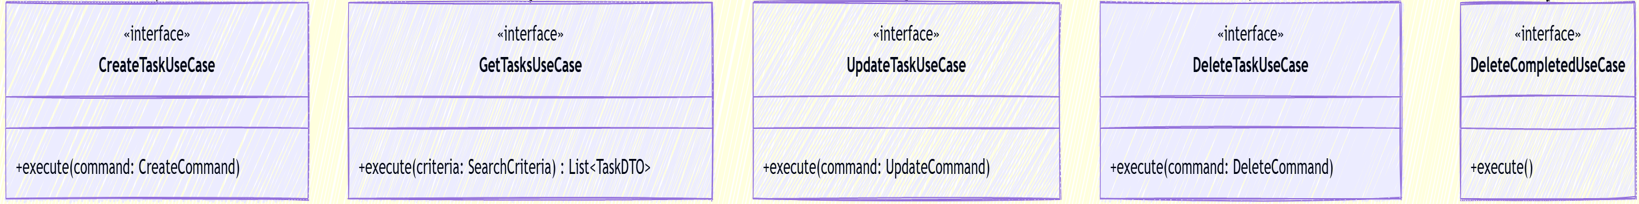 «interface»
CreateTaskUseCase
+execute(command: CreateCommand)
«interface»
GetTasksUseCase
+execute(criteria: SearchCriteria) : List<TaskDTO>
«interface»
UpdateTaskUseCase
+execute(command: UpdateCommand)
«interface»
DeleteTaskUseCase
+execute(command: DeleteCommand)
«interface»
DeleteCompletedUseCase
+execute()